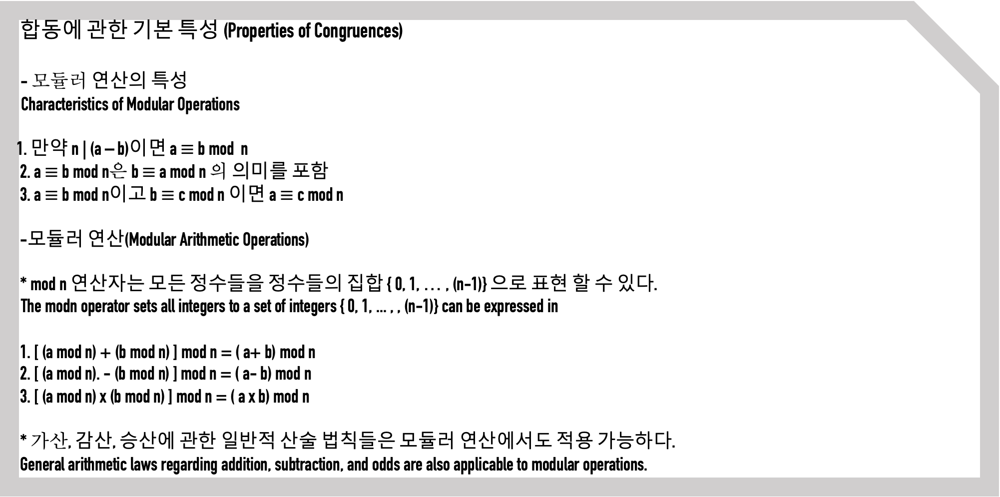 합동에 관한 기본 특성 (Properties of Congruences)
- 모듈러 연산의 특성
Characteristics of Modular Operations
1. 만약 n | (a – b)이면 a ≡ b mod  n
2. a ≡ b mod n은 b ≡ a mod n 의 의미를 포함
3. a ≡ b mod n이고 b ≡ c mod n 이면 a ≡ c mod n
-모듈러 연산(Modular Arithmetic Operations)
* mod n 연산자는 모든 정수들을 정수들의 집합 { 0, 1, … , (n-1)} 으로 표현 할 수 있다.
The modn operator sets all integers to a set of integers { 0, 1, ... , , (n-1)} can be expressed in
1. [ (a mod n) + (b mod n) ] mod n = ( a+ b) mod n
2. [ (a mod n). - (b mod n) ] mod n = ( a- b) mod n
3. [ (a mod n) x (b mod n) ] mod n = ( a x b) mod n
* 가산, 감산, 승산에 관한 일반적 산술 법칙들은 모듈러 연산에서도 적용 가능하다.
General arithmetic laws regarding addition, subtraction, and odds are also applicable to modular operations.